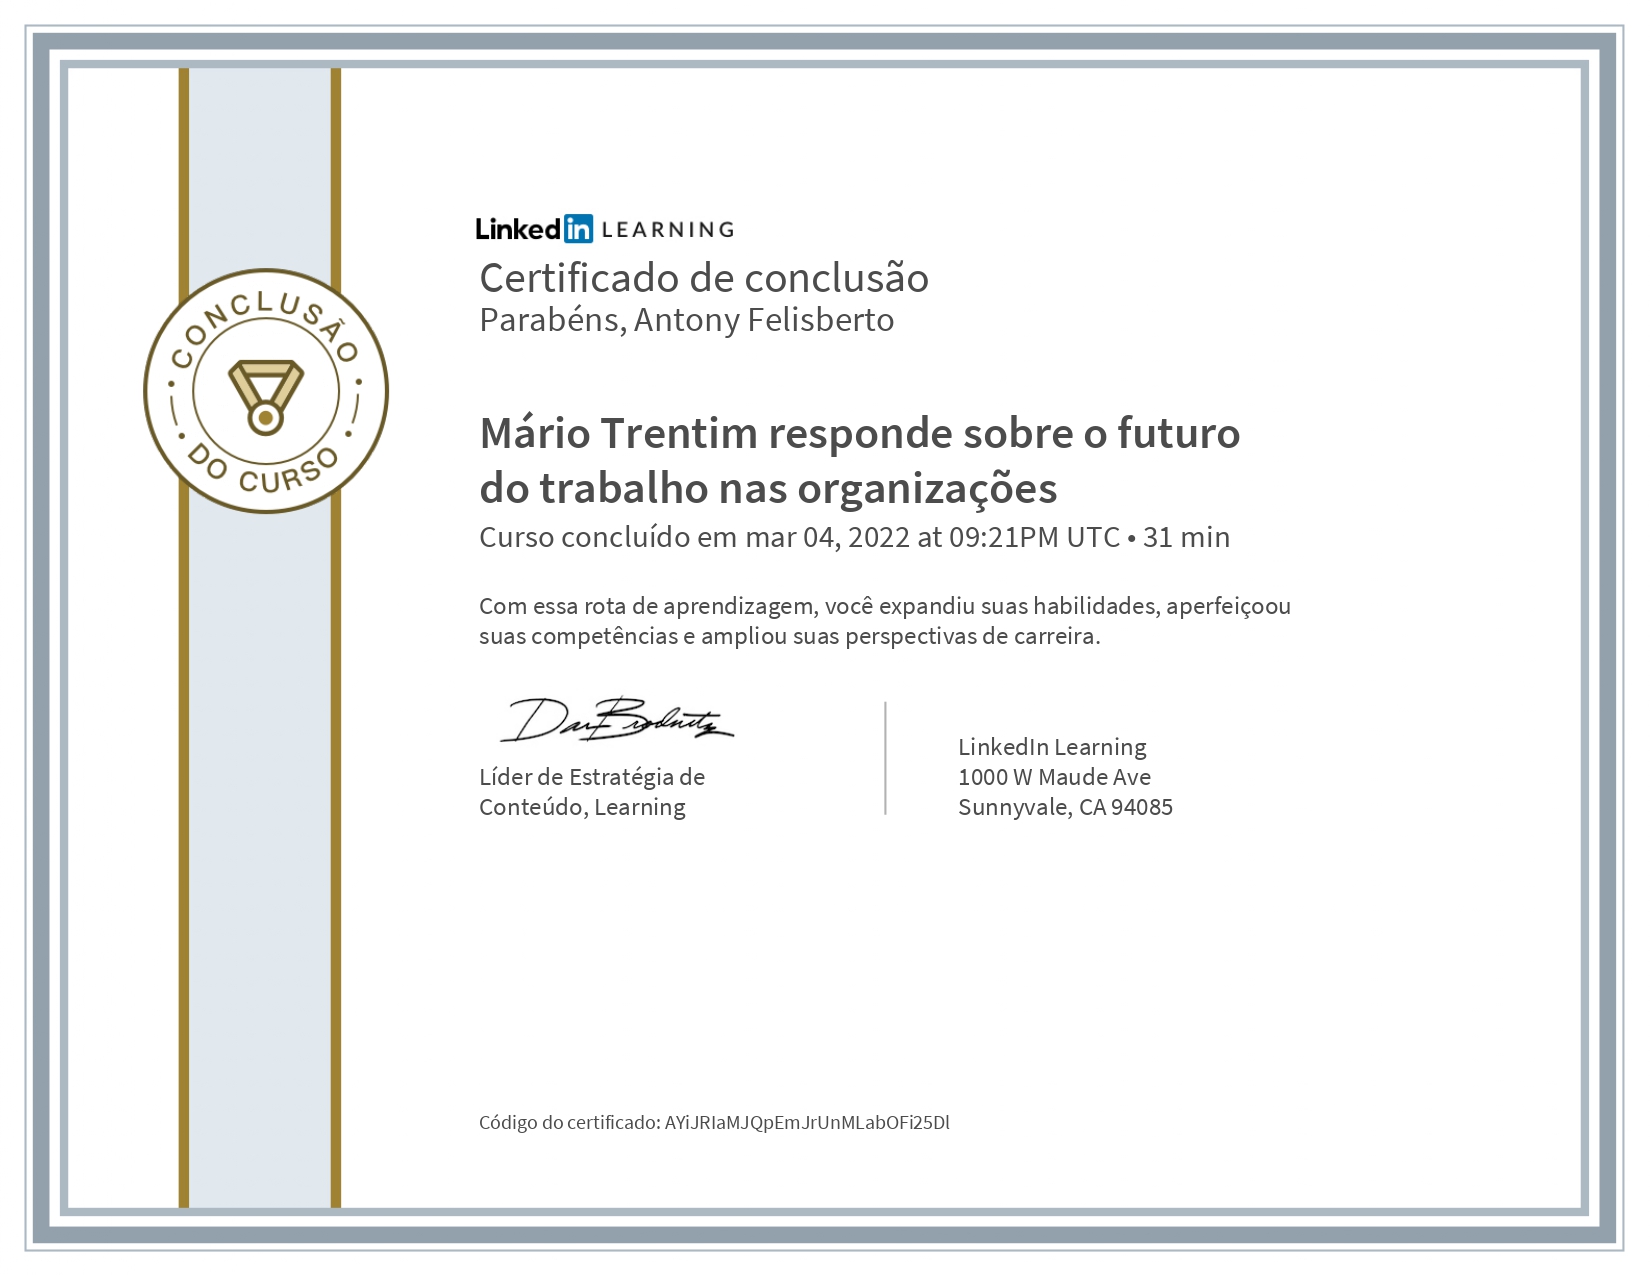 CONCLUSÃO
DO CURSO
Linked in LEARNING
Certificado de conclusão
Parabéns, Antony Felisberto
Mário Trentim responde sobre o futuro
do trabalho nas organizações
Curso concluído em mar 04, 2022 at 09:21PM UTC • 31 min
Com essa rota de aprendizagem, você expandiu suas habilidades, aperfeiçoou
suas competências e ampliou suas perspectivas de carreira.
Líder de Estratégia de
Conteúdo, Learning
LinkedIn Learning
1000 W Maude Ave
Sunnyvale, CA 94085
Código do certificado: AYiJRIaMJQpEmJrUnMLabOFi25Dl